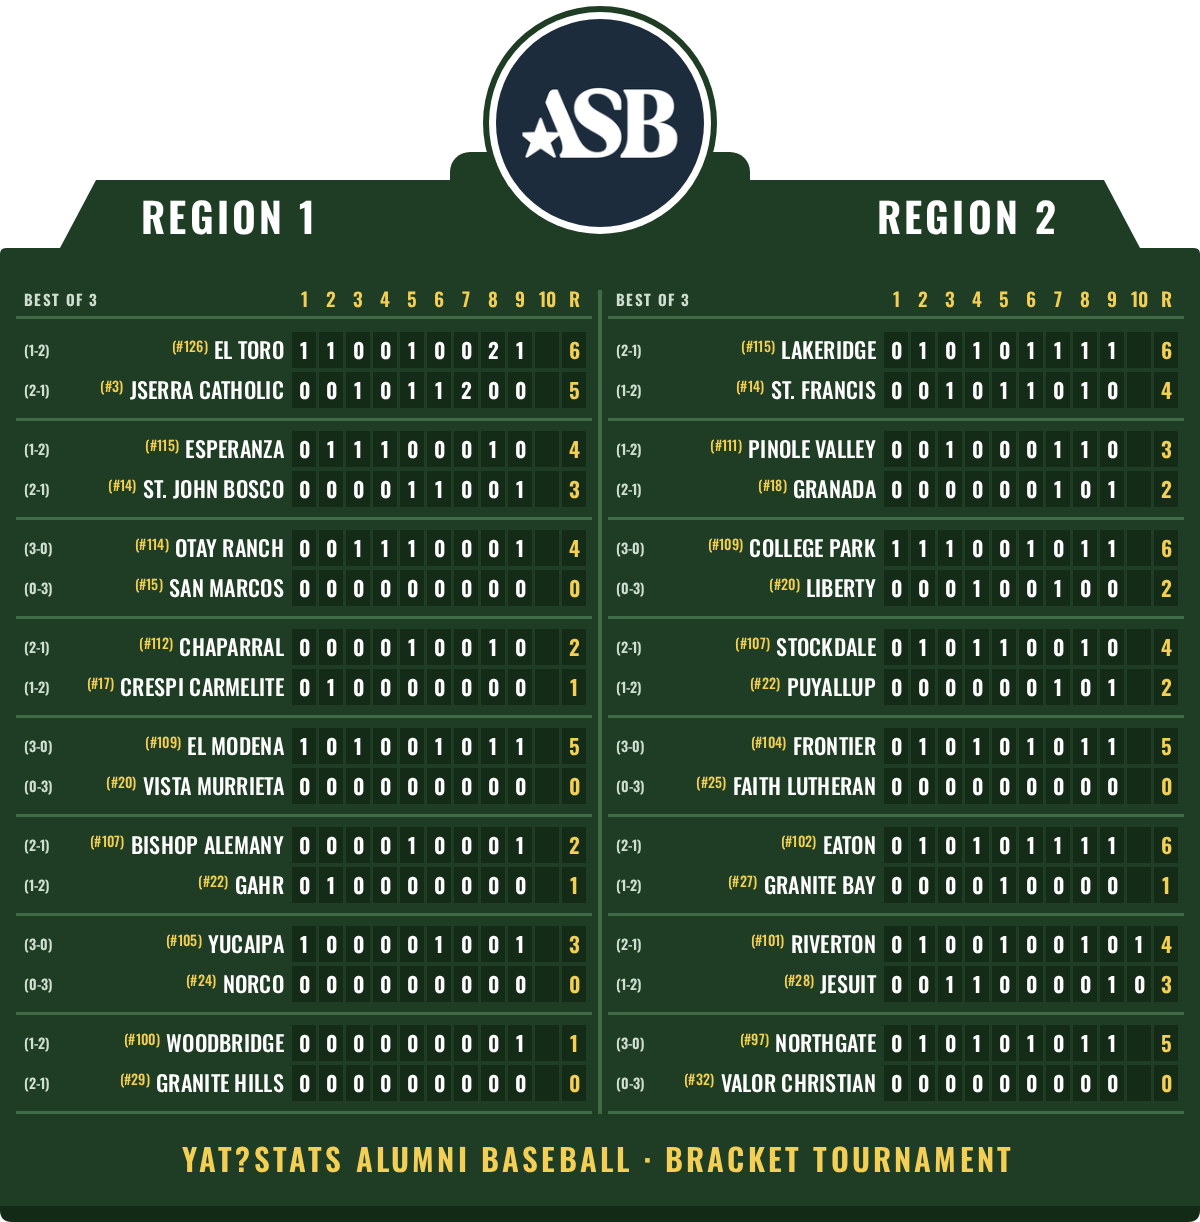 ASB
REGION 1
REGION 2
BEST OF 3 1 2 3 4 5 6 7 8 9 10 R
(1-2) (#126) EL TORO 1 1 0 0 1 0 0 2 1 6
(2-1) (#3) JSERRA CATHOLIC 0 0 1 0 1 1 2 0 0 5
(1-2) (#115) ESPERANZA 0 1 1 1 0 0 0 1 0 4
(2-1) (#14) ST. JOHN BOSCO 0 0 0 0 1 1 0 0 1 3
(3-0) (#114) OTAY RANCH 0 0 1 1 1 0 0 0 1 4
(0-3) (#15) SAN MARCOS 0 0 0 0 0 0 0 0 0 0
(2-1) (#112) CHAPARRAL 0 0 0 0 1 0 0 1 0 2
(1-2) (#17) CRESPI CARMELITE 0 1 0 0 0 0 0 0 0 1
(3-0) (#109) EL MODENA 1 0 1 0 0 1 0 1 1 5
(0-3) (#20) VISTA MURRIETA 0 0 0 0 0 0 0 0 0 0
(2-1) (#107) BISHOP ALEMANY 0 0 0 0 1 0 0 0 1 2
(1-2) (#22) GAHR 0 1 0 0 0 0 0 0 0 1
(3-0) (#105) YUCAIPA 1 0 0 0 0 1 0 0 1 3
(0-3) (#24) NORCO 0 0 0 0 0 0 0 0 0 0
(1-2) (#100) WOODBRIDGE 0 0 0 0 0 0 0 0 1 1
(2-1) (#29) GRANITE HILLS 0 0 0 0 0 0 0 0 0 0
BEST OF 3 1 2 3 4 5 6 7 8 9 10 R
(2-1) (#115) LAKERIDGE 0 1 0 1 0 1 1 1 1 6
(1-2) (#14) ST. FRANCIS 0 0 1 0 1 1 0 1 0 4
(1-2) (#111) PINOLE VALLEY 0 0 1 0 0 0 1 1 0 3
(2-1) (#18) GRANADA 0 0 0 0 0 0 1 0 1 2
(3-0) (#109) COLLEGE PARK 1 1 1 0 0 1 0 1 1 6
(0-3) (#20) LIBERTY 0 0 0 1 0 0 1 0 0 2
(2-1) (#107) STOCKDALE 0 1 0 1 1 0 0 1 0 4
(1-2) (#22) PUYALLUP 0 0 0 0 0 0 1 0 1 2
(3-0) (#104) FRONTIER 0 1 0 1 0 1 0 1 1 5
(0-3) (#25) FAITH LUTHERAN 0 0 0 0 0 0 0 0 0 0
(2-1) (#102) EATON 0 1 0 1 0 1 1 1 1 6
(1-2) (#27) GRANITE BAY 0 0 0 0 1 0 0 0 0 1
(2-1) (#101) RIVERTON 0 1 0 0 1 0 0 1 0 1 4
(1-2) (#28) JESUIT 0 0 1 1 0 0 0 0 1 0 3
(3-0) (#97) NORTHGATE 0 1 0 1 0 1 0 1 1 5
(0-3) (#32) VALOR CHRISTIAN 0 0 0 0 0 0 0 0 0 0
YAT?STATS ALUMNI BASEBALL · BRACKET TOURNAMENT